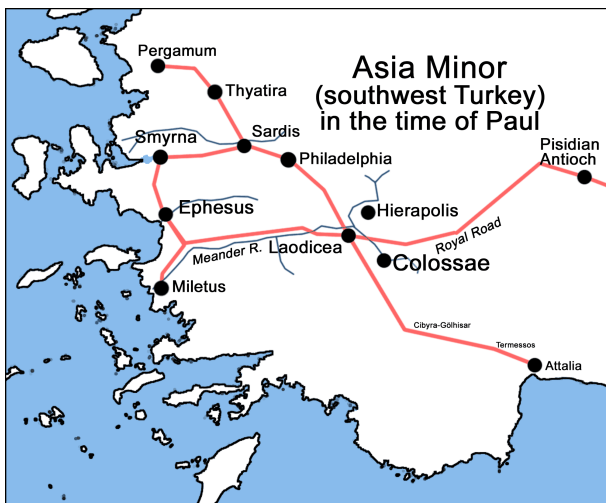 Pergamum
Asia Minor
(southwest Turkey)
in the time of Paul
Thyatira
Smyrna
Sardis
Philadelphia
Pisidian
Antioch
Ephesus
Hierapolis
Royal Road
Meander R.
Laodicea
Colossae
Miletus
Cibyra-Gölhisar
Termessos
Attalia